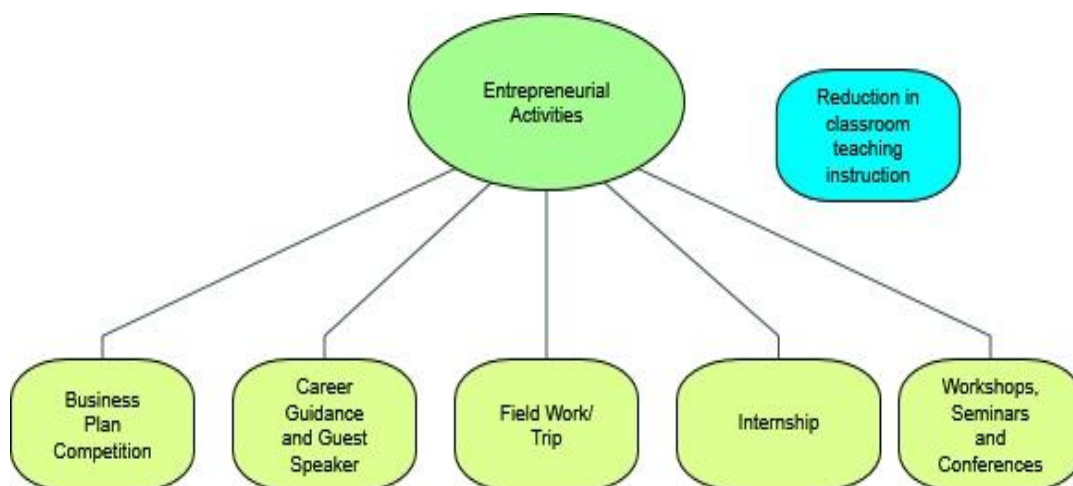 Entrepreneurial
Activities
Reduction in
classroom
teaching
instruction
Business
Plan
Competition
Career
Guidance
and Guest
Speaker
Field Work/
Trip
Internship
Workshops,
Seminars
and
Conferences